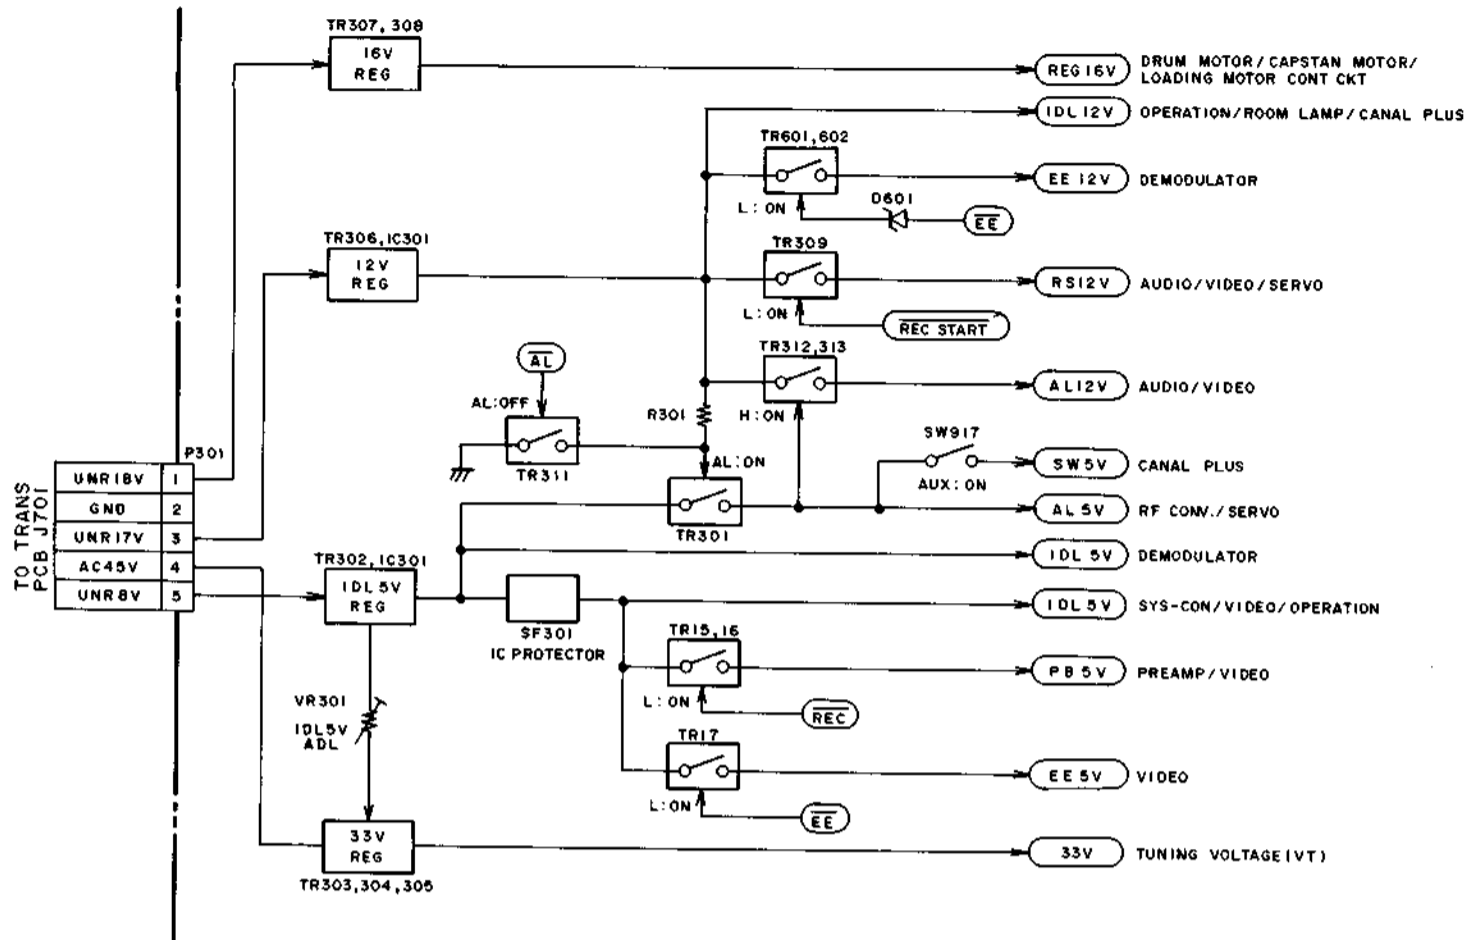 TR307, 308
16V
REG
REG 16V
DRUM MOTOR/CAPSTAN MOTOR/
LOADING MOTOR CONT CKT
IDL 12V
OPERATION/ROOM LAMP/CANAL PLUS
TR601,602
L:ON
EE 12V
DEMODULATOR
D601
EE
TR306,IC301
12V
REG
TR309
L:ON
RS12V
AUDIO/VIDEO/SERVO
REC START
TR312,313
H:ON
AL12V
AUDIO/VIDEO
AL
AL:OFF
TR311
R301
AL:ON
TR301
SW917
AUX:ON
SW 5V
CANAL PLUS
AL 5V
RF CONV./SERVO
TO TRANS
PCB J701
P301
UNR18V 1
GND 2
UNR17V 3
AC45V 4
UNR8V 5
TR302,IC301
IDL 5V
REG
IDL 5V
DEMODULATOR
SF301
IC PROTECTOR
IDL 5V
SYS-CON/VIDEO/OPERATION
TR15,16
L:ON
PB 5V
PREAMP/VIDEO
REC
VR301
IDL5V
ADL
TR17
L:ON
EE 5V
VIDEO
EE
33V
REG
TR303,304,305
33V
TUNING VOLTAGE(VT)